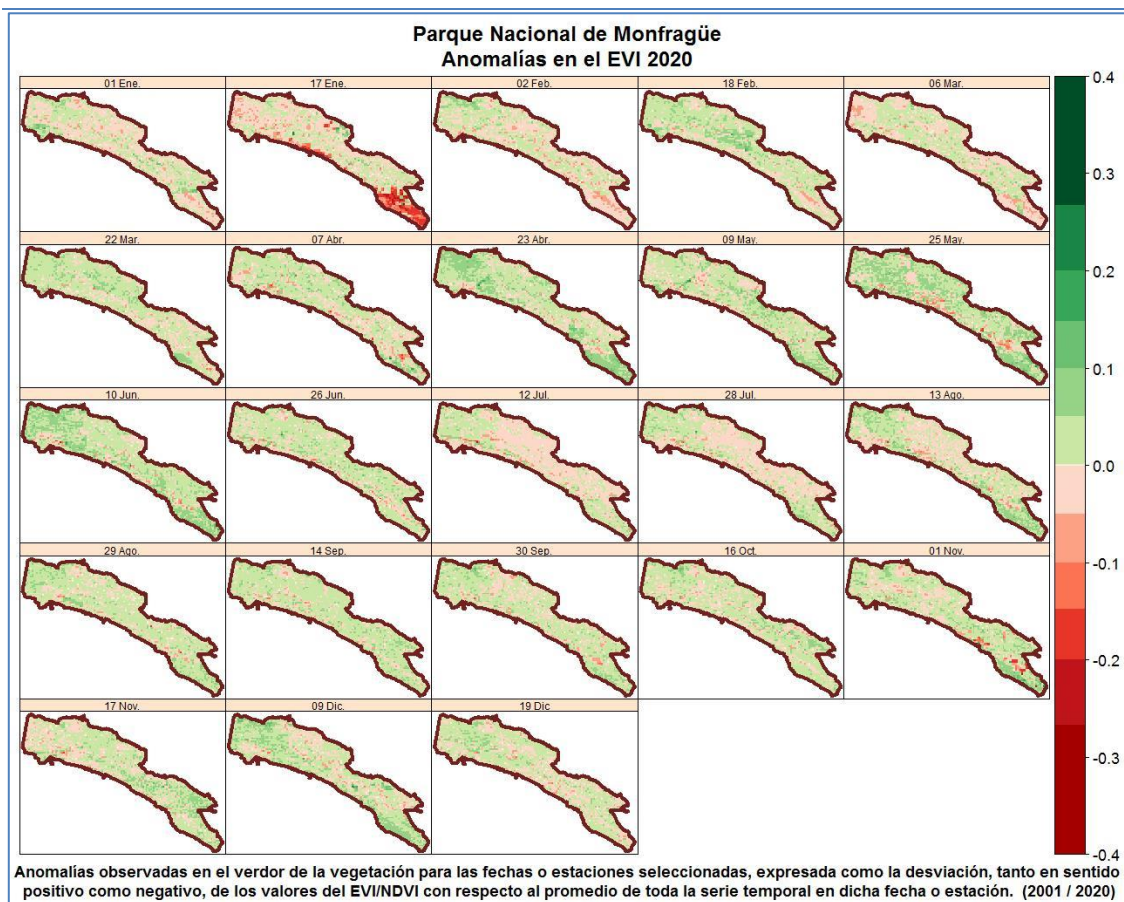 Parque Nacional de Monfragüe
Anomalías en el EVI 2020
01 Ene. 17 Ene. 02 Feb. 18 Feb. 06 Mar.
22 Mar. 07 Abr. 23 Abr. 09 May. 25 May.
10 Jun. 26 Jun. 12 Jul. 28 Jul. 13 Ago.
29 Ago. 14 Sep. 30 Sep. 16 Oct. 01 Nov.
17 Nov. 09 Dic. 19 Dic
0.4
0.3
0.2
0.1
0.0
-0.1
-0.2
-0.3
-0.4
Anomalías observadas en el verdor de la vegetación para las fechas o estaciones seleccionadas, expresada como la desviación, tanto en sentido
positivo como negativo, de los valores del EVI/NDVI con respecto al promedio de toda la serie temporal en dicha fecha o estación. (2001 / 2020)